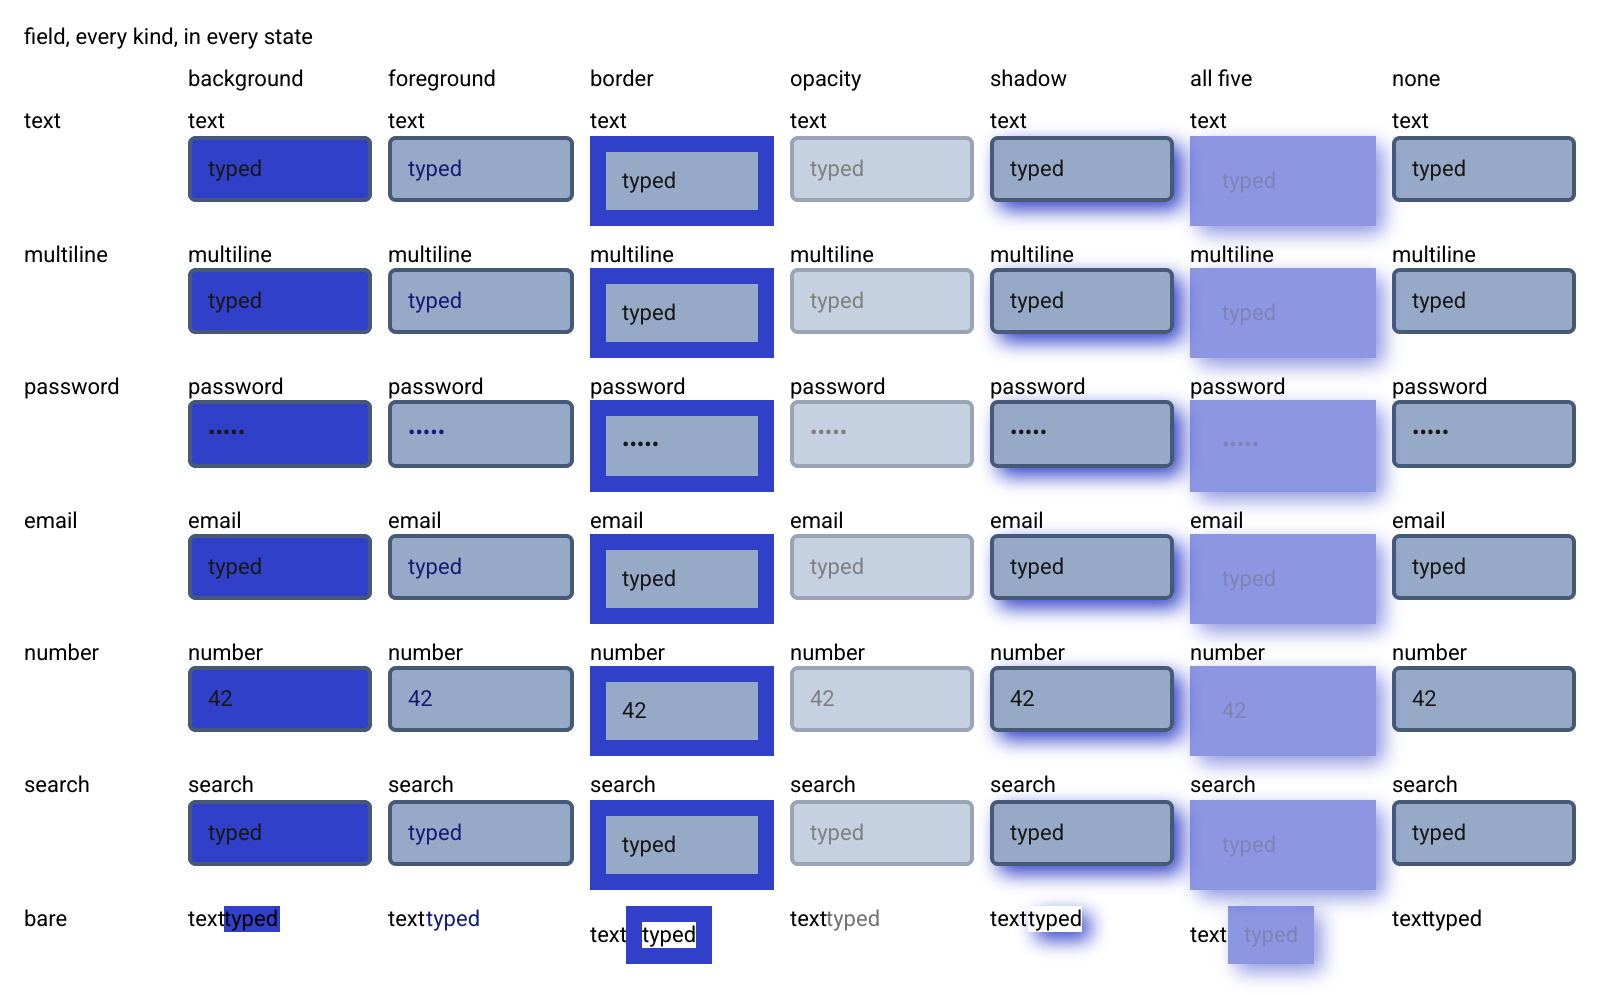 field, every kind, in every state
background foreground border opacity shadow all five none
text text text text text text text text
typed typed typed typed typed typed typed
multiline multiline multiline multiline multiline multiline multiline multiline
typed typed typed typed typed typed typed
password password password password password password password password
••••• ••••• ••••• ••••• ••••• ••••• •••••
email email email email email email email email
typed typed typed typed typed typed typed
number number number number number number number number
42 42 42 42 42 42 42
search search search search search search search search
typed typed typed typed typed typed typed
bare texttyped texttyped text typed texttyped texttyped text typed texttyped